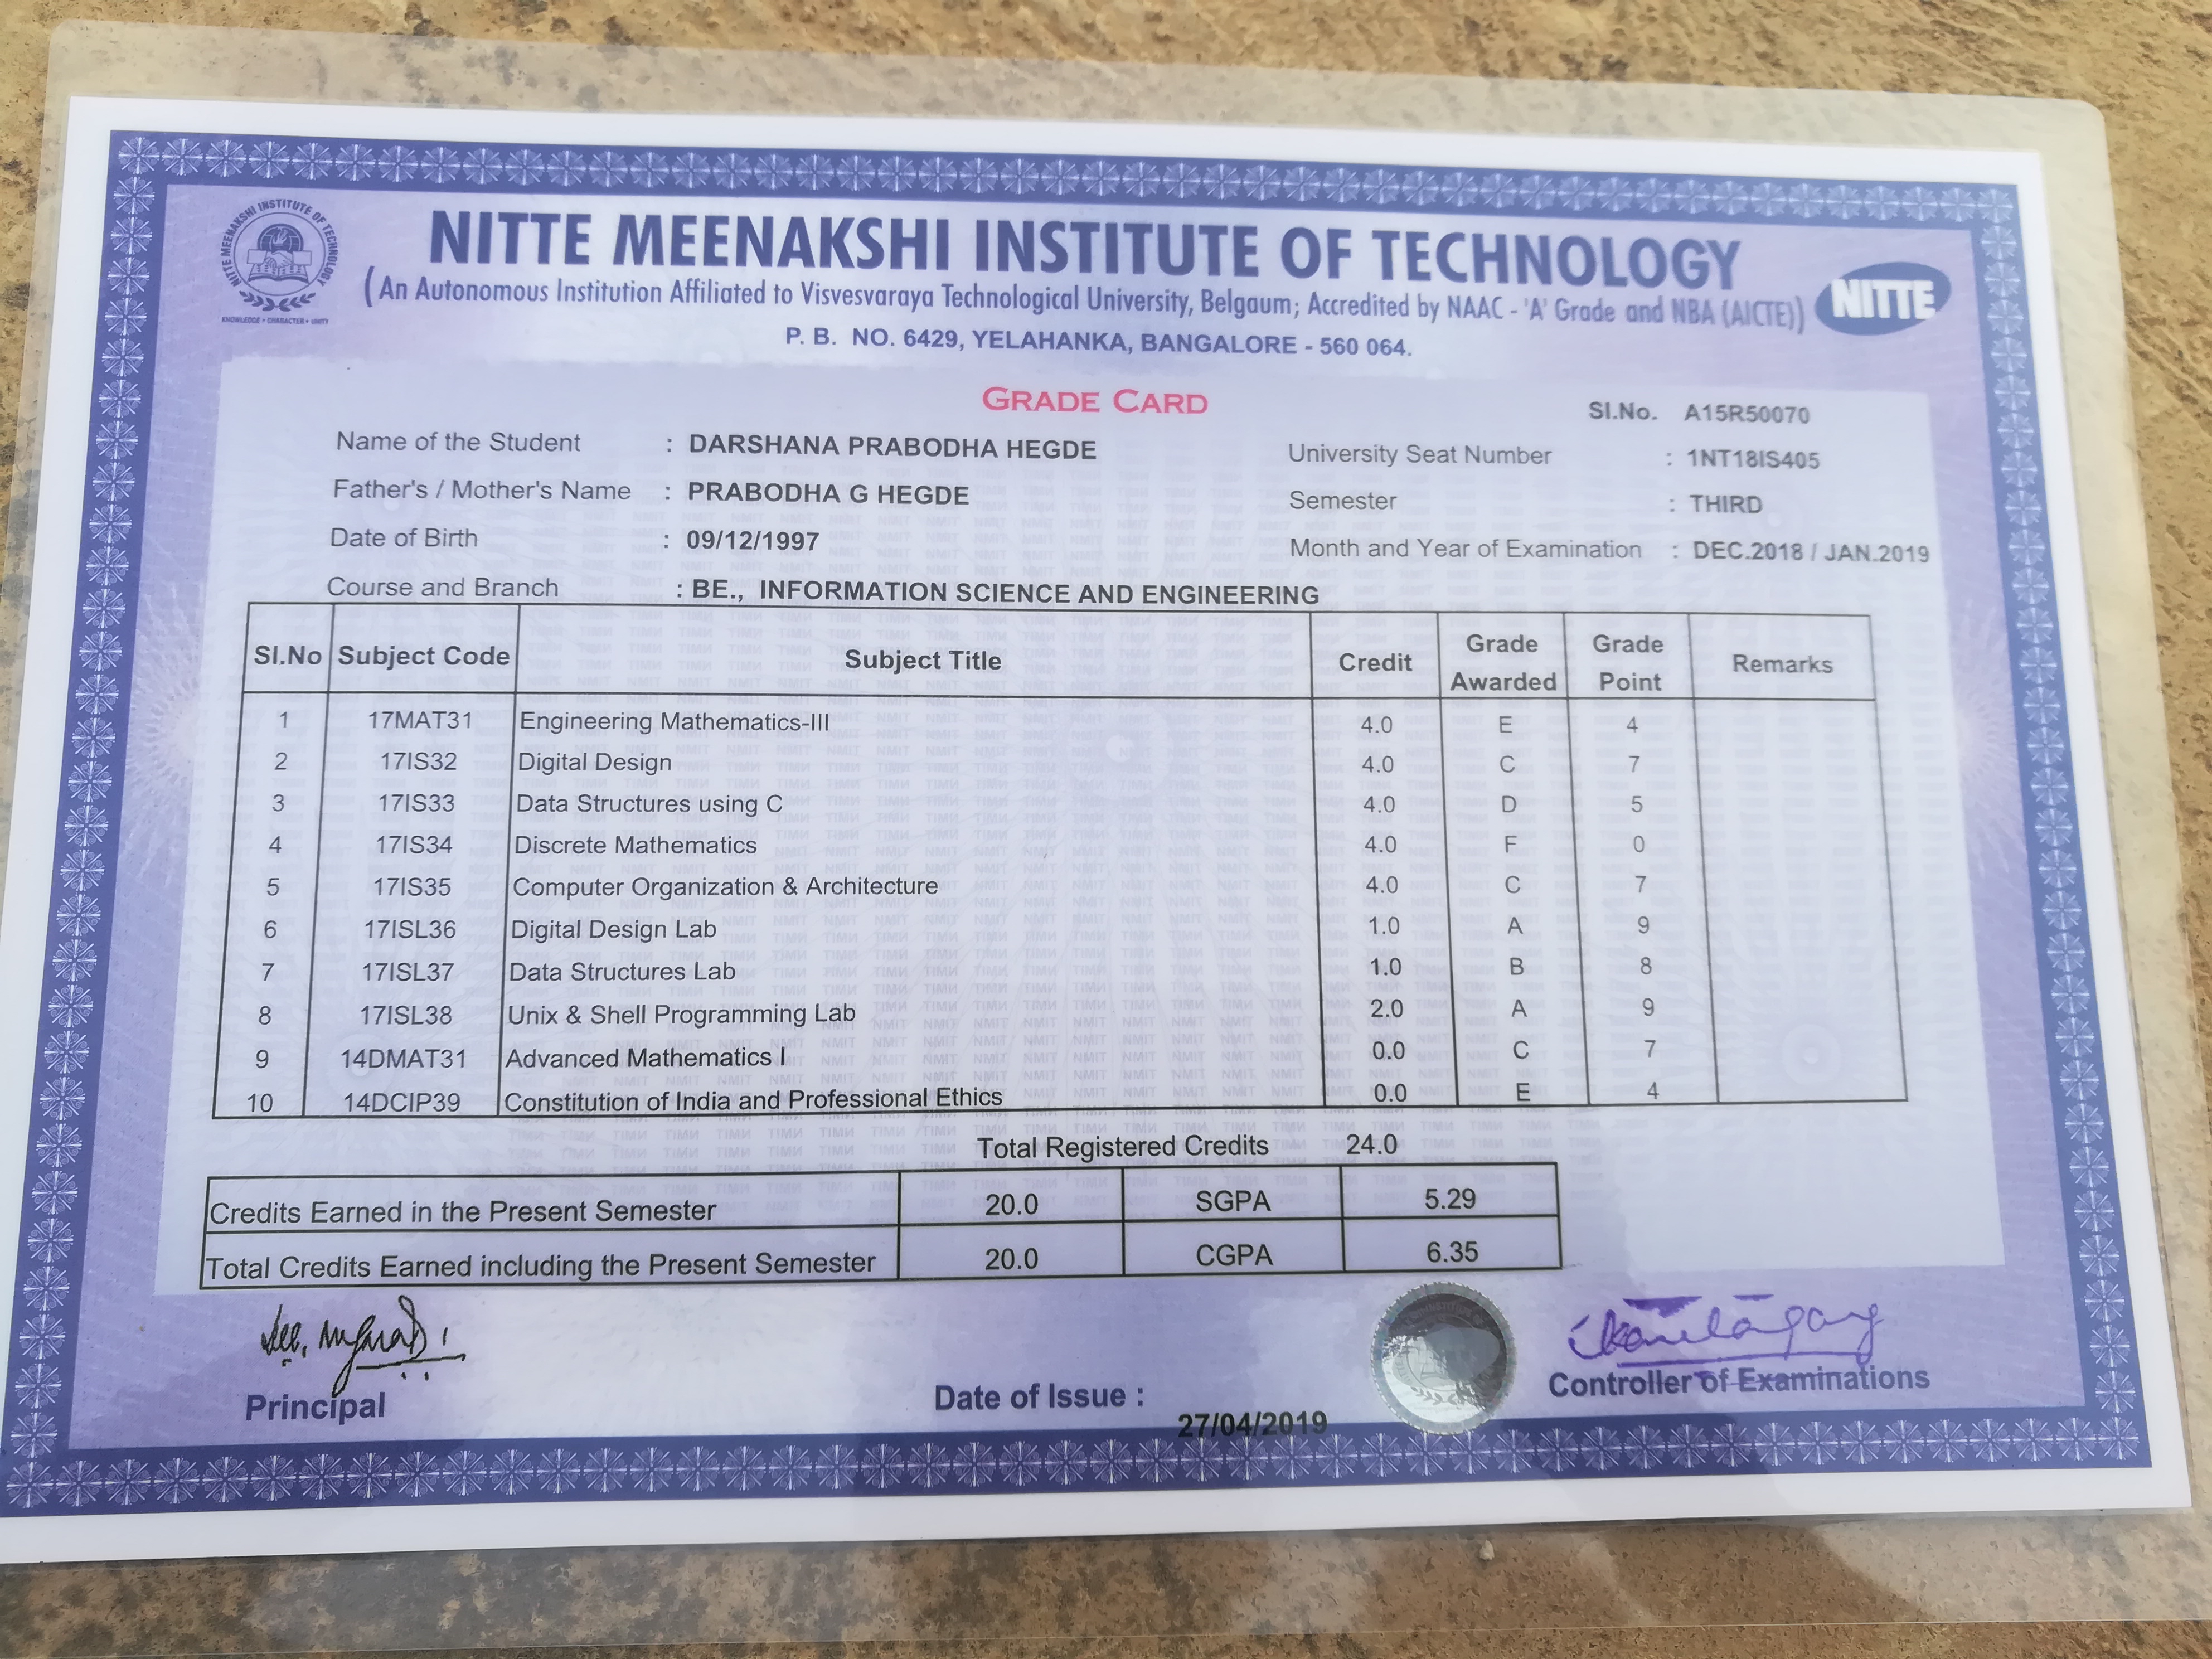 NITTE MEENAKSHI INSTITUTE OF TECHNOLOGY
KNOWLEDGE • CHARACTER • UNITY
NITTE MEENAKSHI INSTITUTE OF TECHNOLOGY
(An Autonomous Institution Affiliated to Visvesvaraya Technological University, Belgaum; Accredited by NAAC - 'A' Grade and NBA (AICTE))
NITTE
P. B. NO. 6429, YELAHANKA, BANGALORE - 560 064.
GRADE CARD
Sl.No. A15R50070
Name of the Student : DARSHANA PRABODHA HEGDE University Seat Number : 1NT18IS405
Father's / Mother's Name : PRABODHA G HEGDE Semester : THIRD
Date of Birth : 09/12/1997 Month and Year of Examination : DEC.2018 / JAN.2019
Course and Branch : BE., INFORMATION SCIENCE AND ENGINEERING
Sl.No Subject Code Subject Title Credit Grade Awarded Grade Point Remarks
1 17MAT31 Engineering Mathematics-III 4.0 E 4
2 17IS32 Digital Design 4.0 C 7
3 17IS33 Data Structures using C 4.0 D 5
4 17IS34 Discrete Mathematics 4.0 F 0
5 17IS35 Computer Organization & Architecture 4.0 C 7
6 17ISL36 Digital Design Lab 1.0 A 9
7 17ISL37 Data Structures Lab 1.0 B 8
8 17ISL38 Unix & Shell Programming Lab 2.0 A 9
9 14DMAT31 Advanced Mathematics I 0.0 C 7
10 14DCIP39 Constitution of India and Professional Ethics 0.0 E 4
Total Registered Credits 24.0
Credits Earned in the Present Semester 20.0 SGPA 5.29
Total Credits Earned including the Present Semester 20.0 CGPA 6.35
Principal
Date of Issue :
27/04/2019
Controller of Examinations